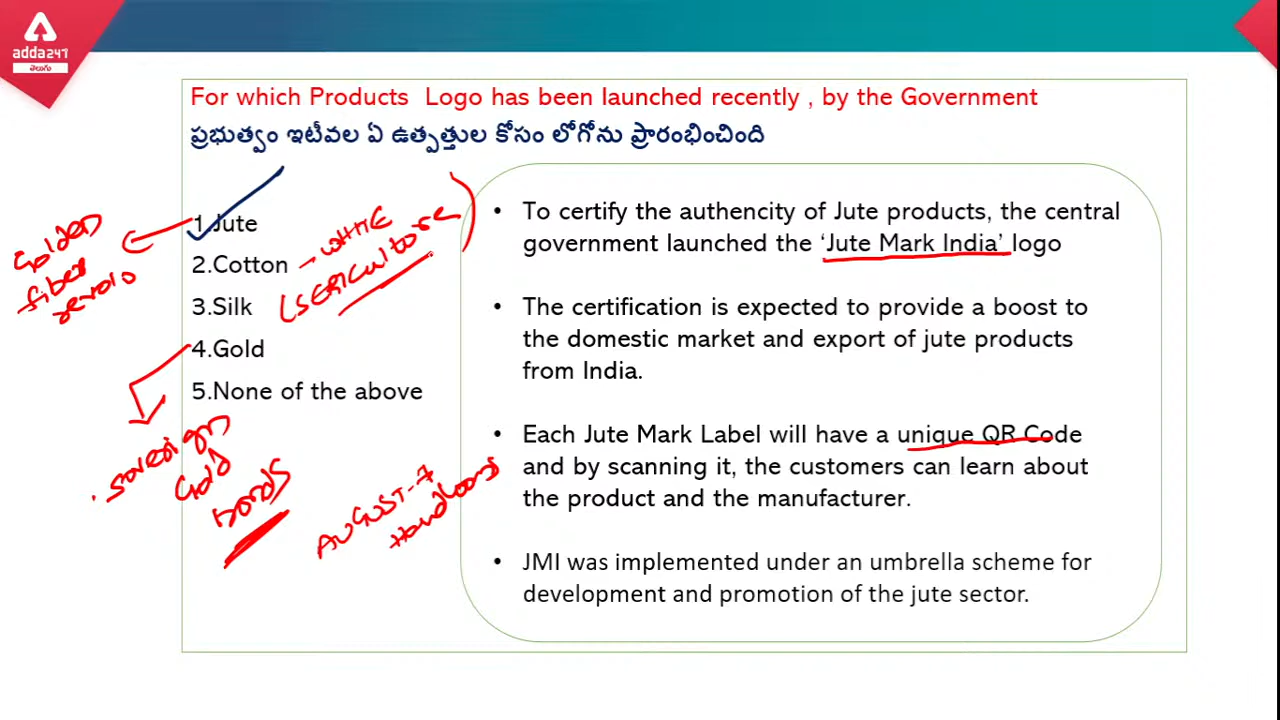 adda247
తెలుగు
For which Products Logo has been launched recently , by the Government
ప్రభుత్వం ఇటీవల ఏ ఉత్పత్తుల కోసం లోగోను ప్రారంభించింది
1.Jute
2.Cotton
3.Silk
4.Gold
5.None of the above
Golden
fiber
- WHITE
(SERICULTURE)
Gold
BONDS
AUGUST-7
Handlooms
• To certify the authencity of Jute products, the central
government launched the ‘Jute Mark India’ logo
• The certification is expected to provide a boost to
the domestic market and export of jute products
from India.
• Each Jute Mark Label will have a unique QR Code
and by scanning it, the customers can learn about
the product and the manufacturer.
• JMI was implemented under an umbrella scheme for
development and promotion of the jute sector.